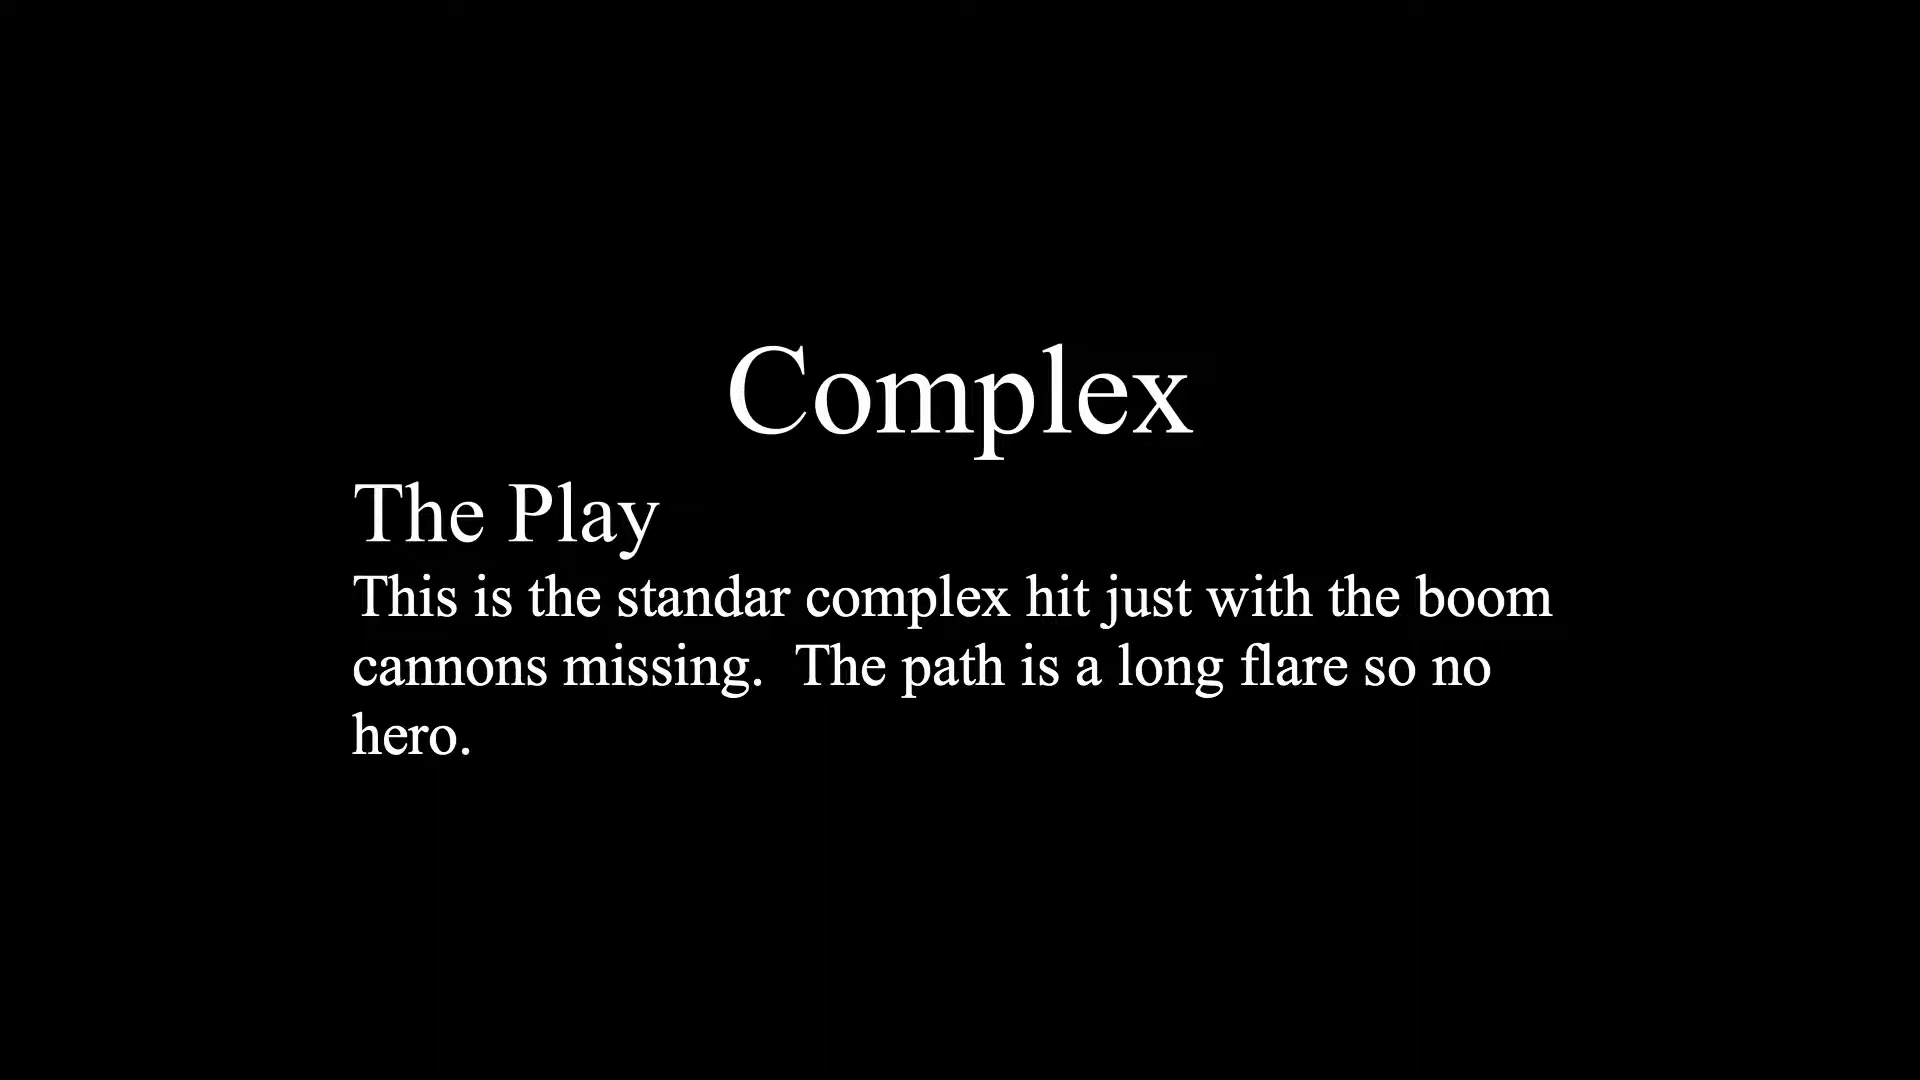 Complex
The Play
This is the standar complex hit just with the boom
cannons missing.  The path is a long flare so no
hero.